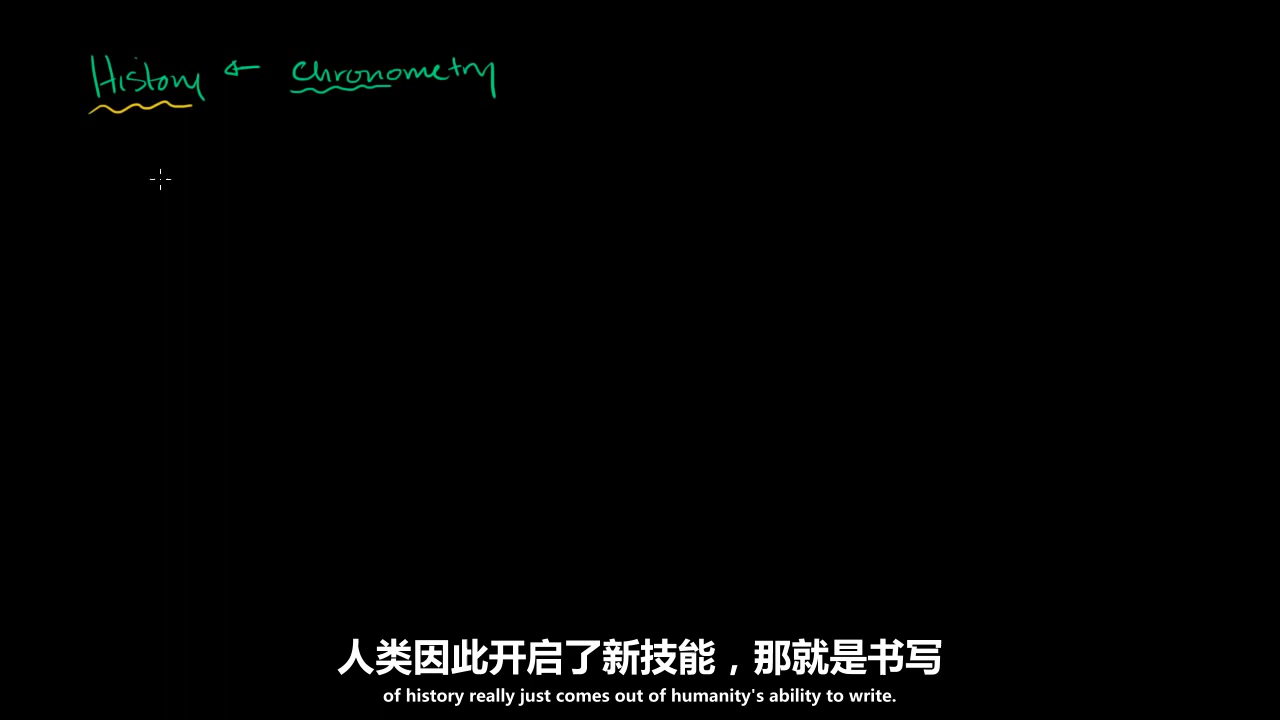 History ← chronometry
人类因此开启了新技能，那就是书写
of history really just comes out of humanity's ability to write.